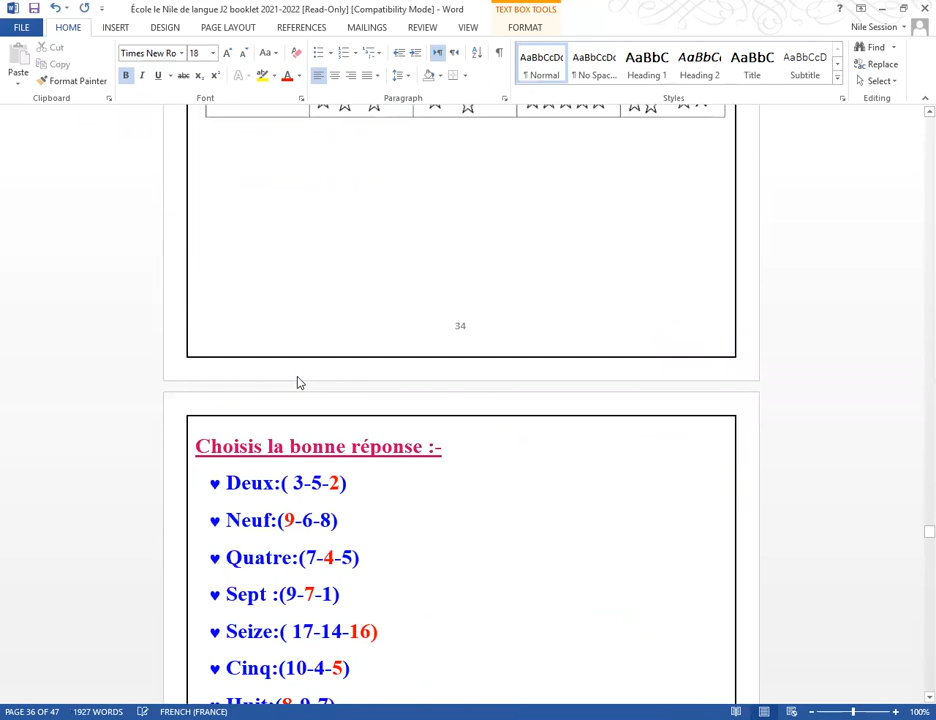 École le Nile de langue J2 booklet 2021-2022 [Read-Only] [Compatibility Mode] - Word
TEXT BOX TOOLS
FILE HOME INSERT DESIGN PAGE LAYOUT REFERENCES MAILINGS REVIEW VIEW FORMAT
Nile Session
Paste
Cut
Copy
Format Painter
Clipboard
Times New Ro 18
Font
Paragraph
AaBbCcDc AaBbCcDc AaBbC AaBbCc AaBbC AaBbCcD
¶ Normal ¶ No Spac... Heading 1 Heading 2 Title Subtitle
Styles
Find
Replace
Select
Editing
34
Choisis la bonne réponse :-
♥ Deux:( 3-5-2)
♥ Neuf:(9-6-8)
♥ Quatre:(7-4-5)
♥ Sept :(9-7-1)
♥ Seize:( 17-14-16)
♥ Cinq:(10-4-5)
♥ Huit:(8-9-7)
PAGE 36 OF 47 1927 WORDS FRENCH (FRANCE) 100%